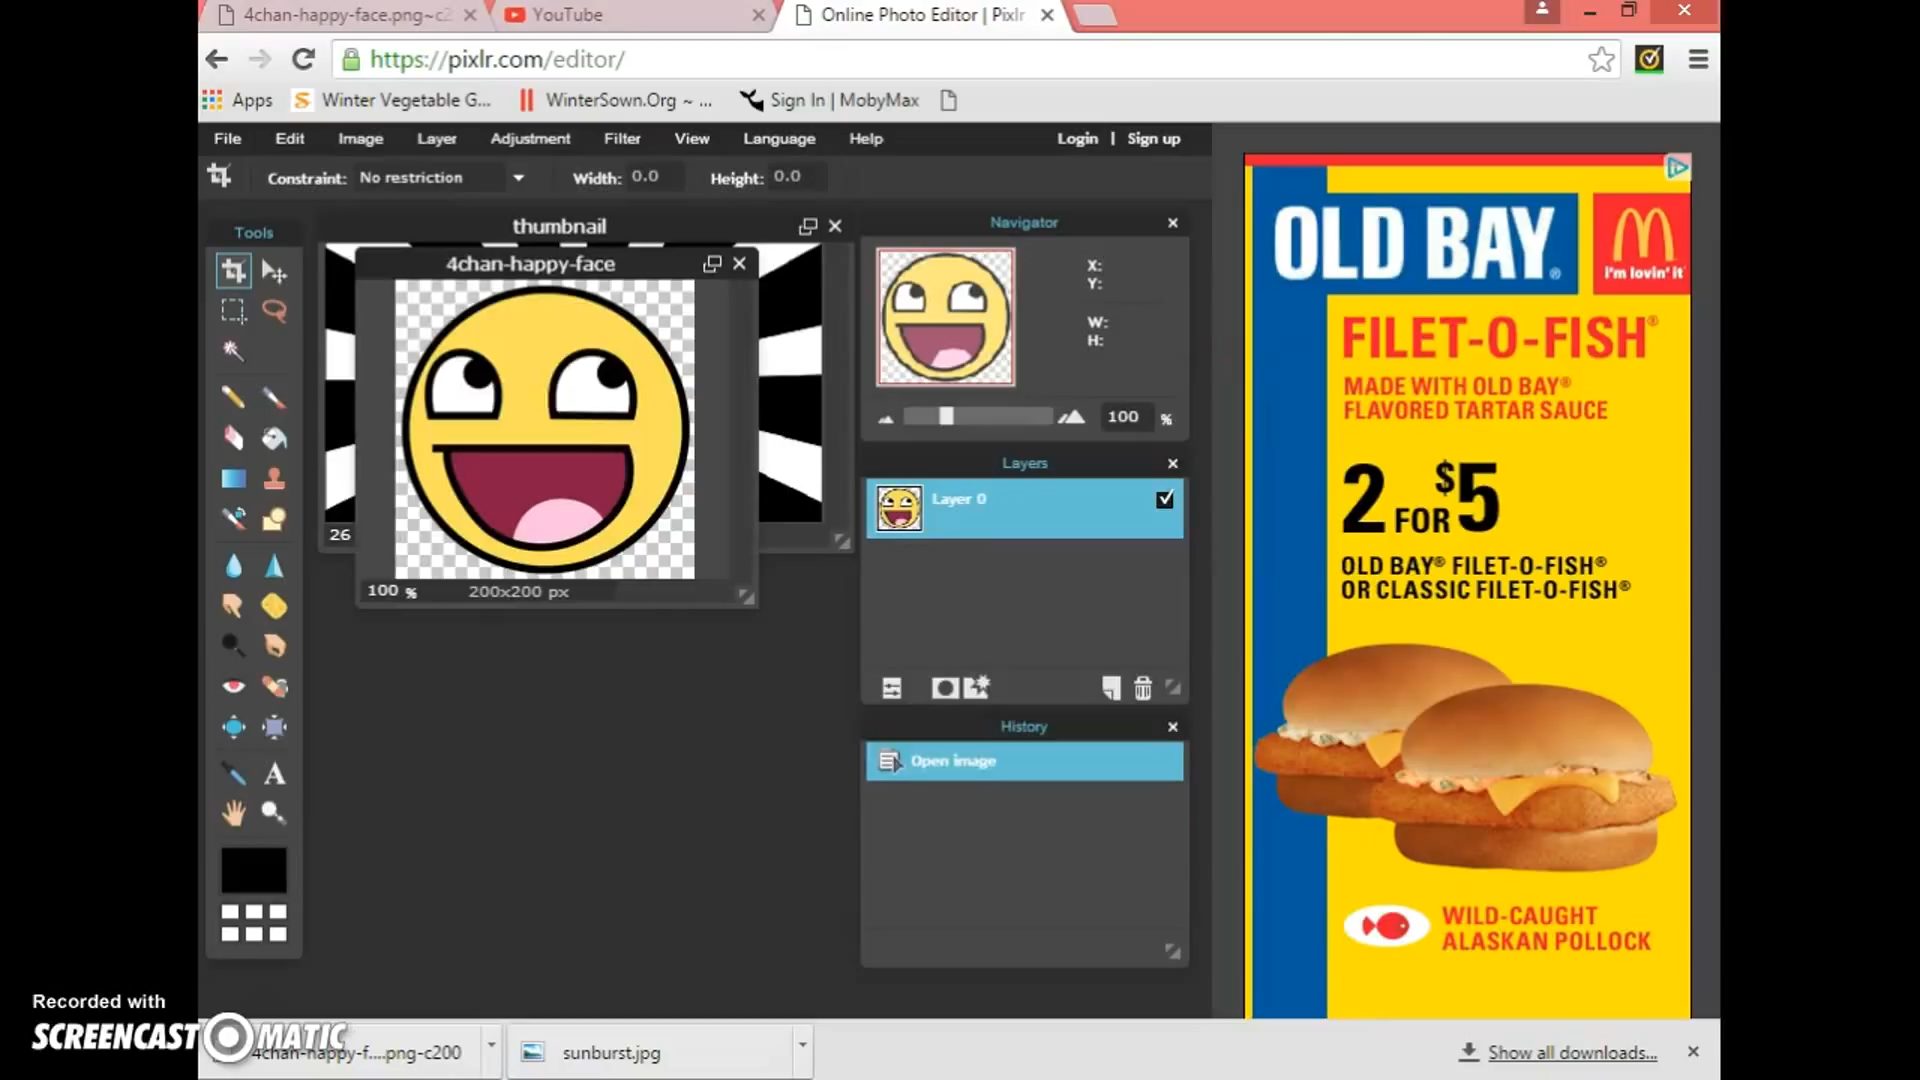 4chan-happy-face.png~c2
YouTube
Online Photo Editor | Pixlr
https://pixlr.com/editor/
Apps
Winter Vegetable G...
WinterSown.Org ~ ...
Sign In | MobyMax
File
Edit
Image
Layer
Adjustment
Filter
View
Language
Help
Login | Sign up
Constraint: No restriction
Width: 0.0
Height: 0.0
Tools
thumbnail
4chan-happy-face
26
100 %
200x200 px
Navigator
X:
Y:
W:
H:
100 %
Layers
Layer 0
History
Open image
OLD BAY®
i'm lovin' it
FILET-O-FISH®
MADE WITH OLD BAY®
FLAVORED TARTAR SAUCE
2 FOR $5
OLD BAY® FILET-O-FISH®
OR CLASSIC FILET-O-FISH®
WILD-CAUGHT
ALASKAN POLLOCK
Recorded with
SCREENCAST-O-MATIC
4chan-happy-f....png-c200
sunburst.jpg
Show all downloads...